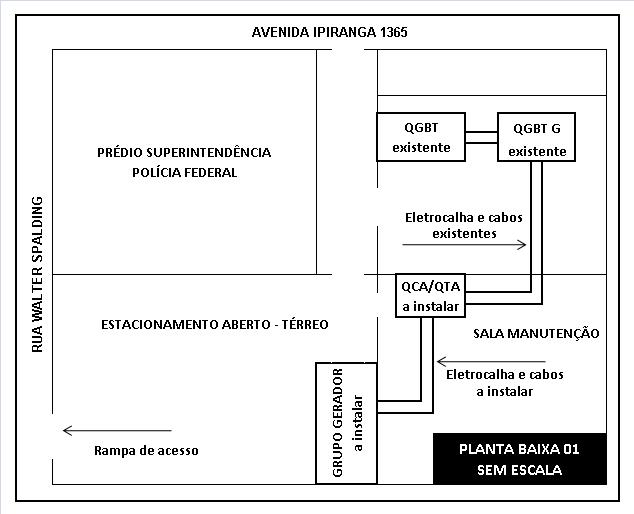 AVENIDA IPIRANGA 1365
QGBT
existente
QGBT G
existente
PRÉDIO SUPERINTENDÊNCIA
POLÍCIA FEDERAL
RUA WALTER SPALDING
Eletrocalha e cabos
existentes
QCA/QTA
a instalar
ESTACIONAMENTO ABERTO - TÉRREO
SALA MANUTENÇÃO
Eletrocalha e cabos
a instalar
GRUPO GERADOR
a instalar
Rampa de acesso
PLANTA BAIXA 01
SEM ESCALA